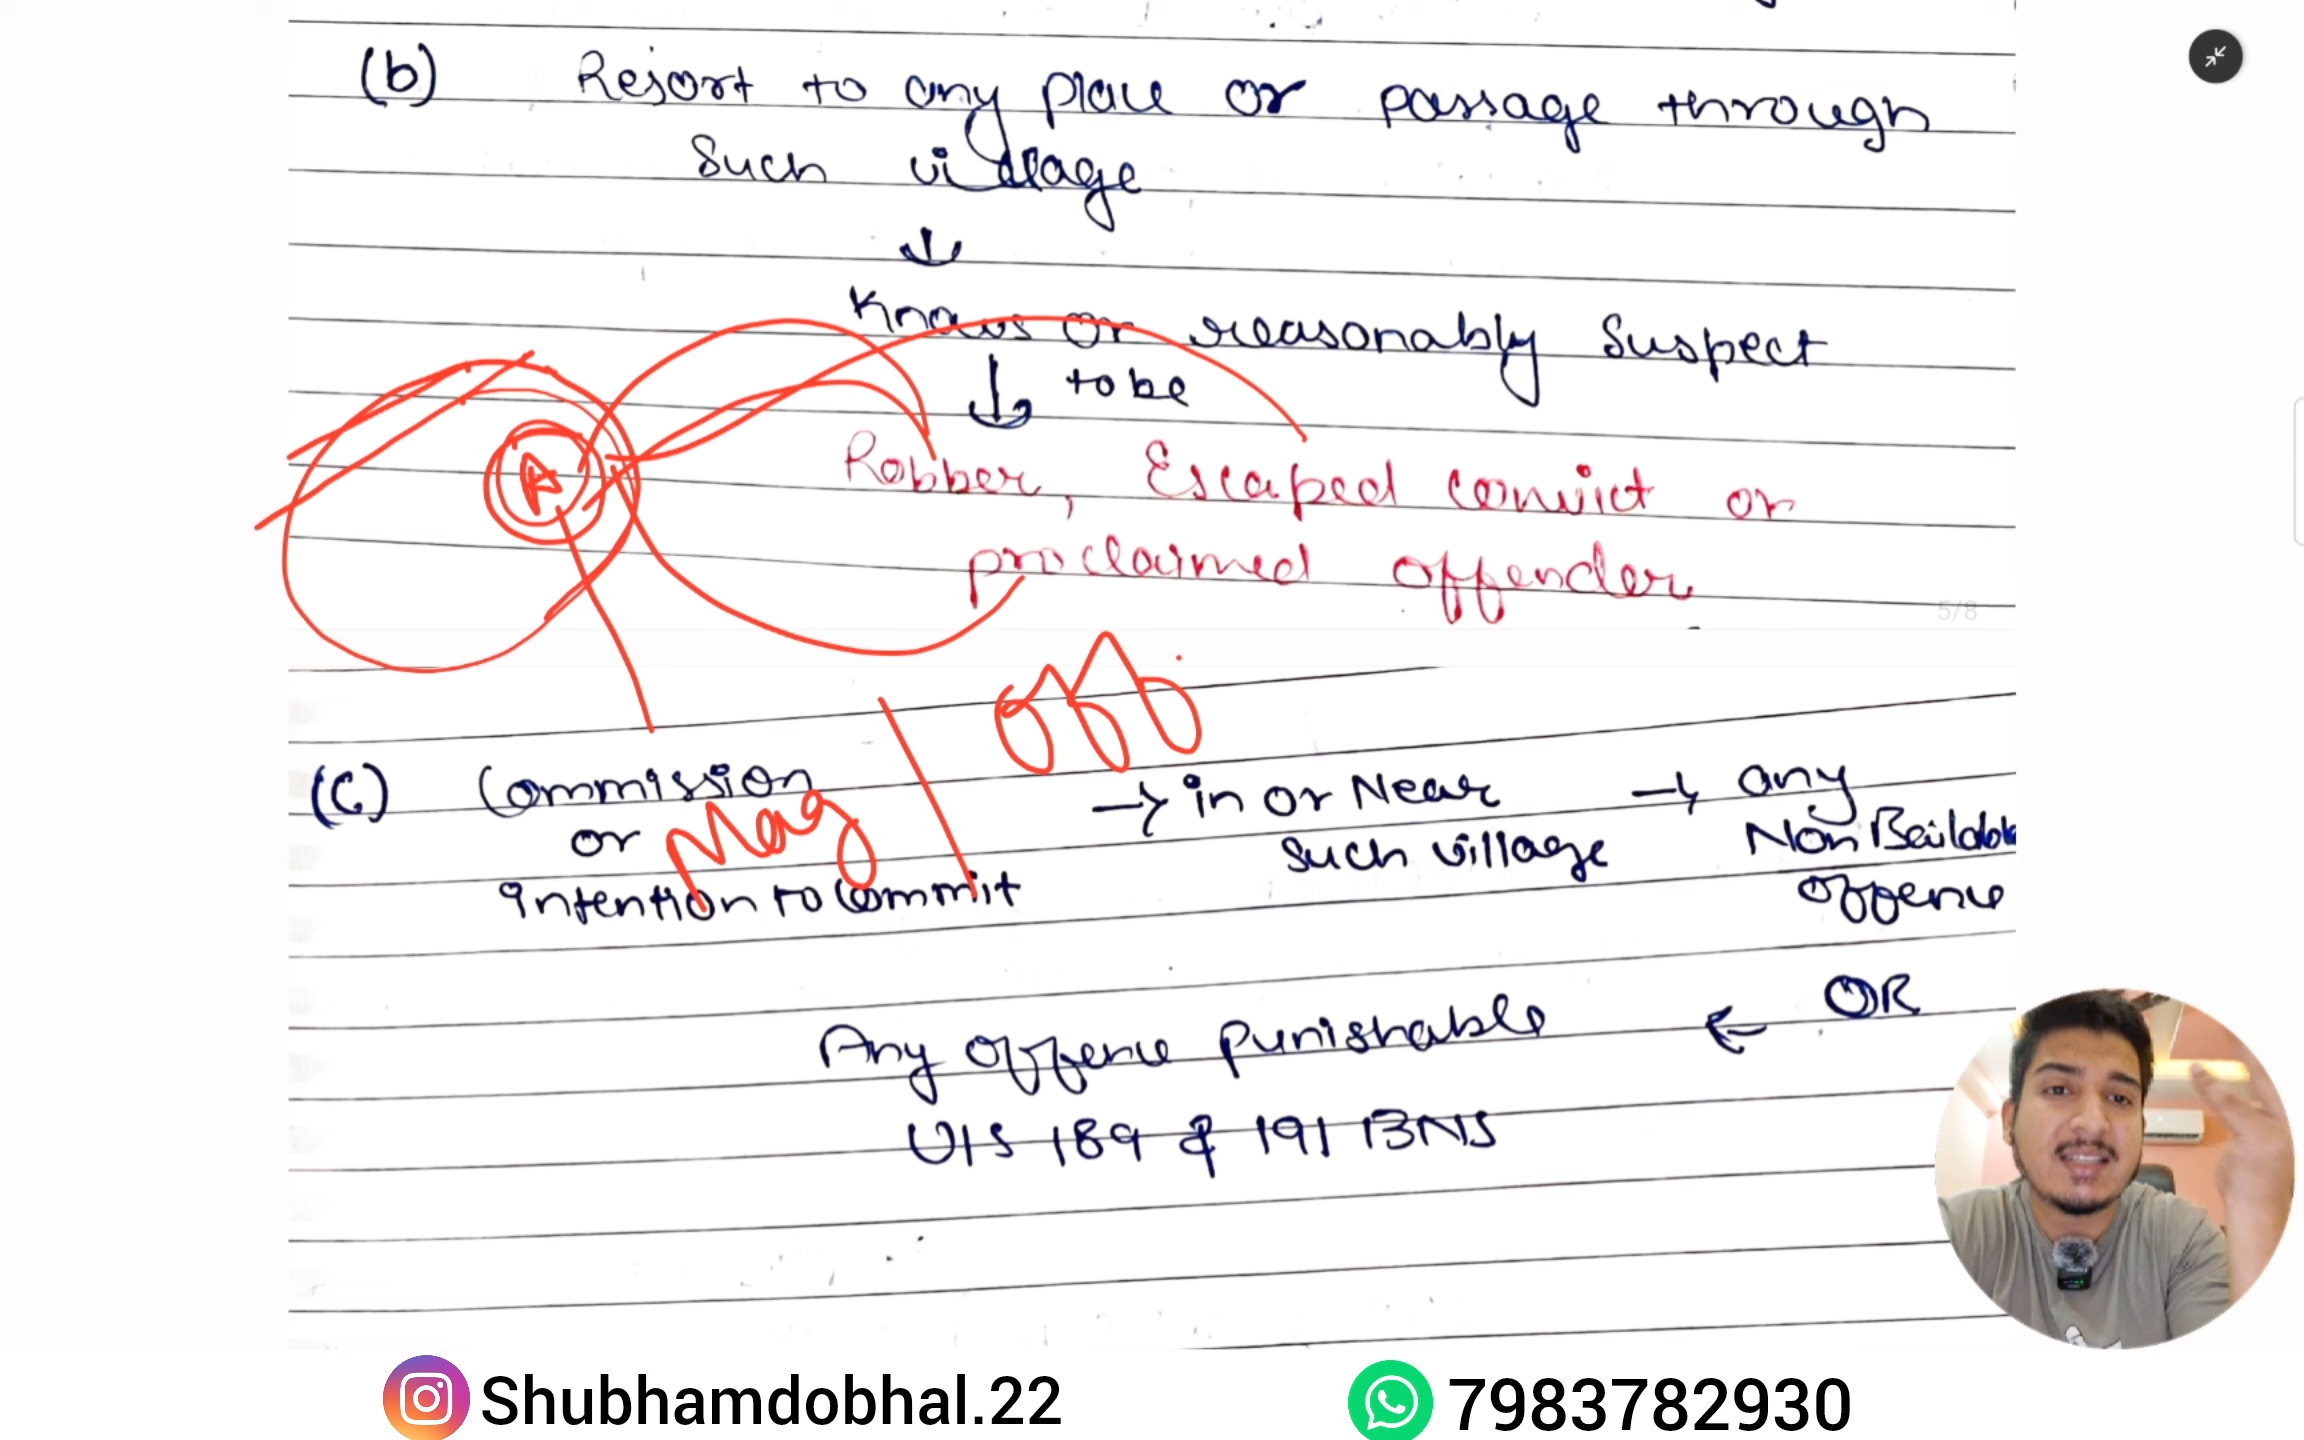 (b) Resort to any place or passage through
Such village
↓
Knows or reasonably Suspect
↓ to be
Robber, Escaped convict or
proclaimed offender
5/8
A
Mag / Off.
(C) Commission → in or Near → any
or such village Non Bailable
intention to commit offence
OR
Any offence punishable ←
U/S 189 & 191 BNS
Shubhamdobhal.22 7983782930